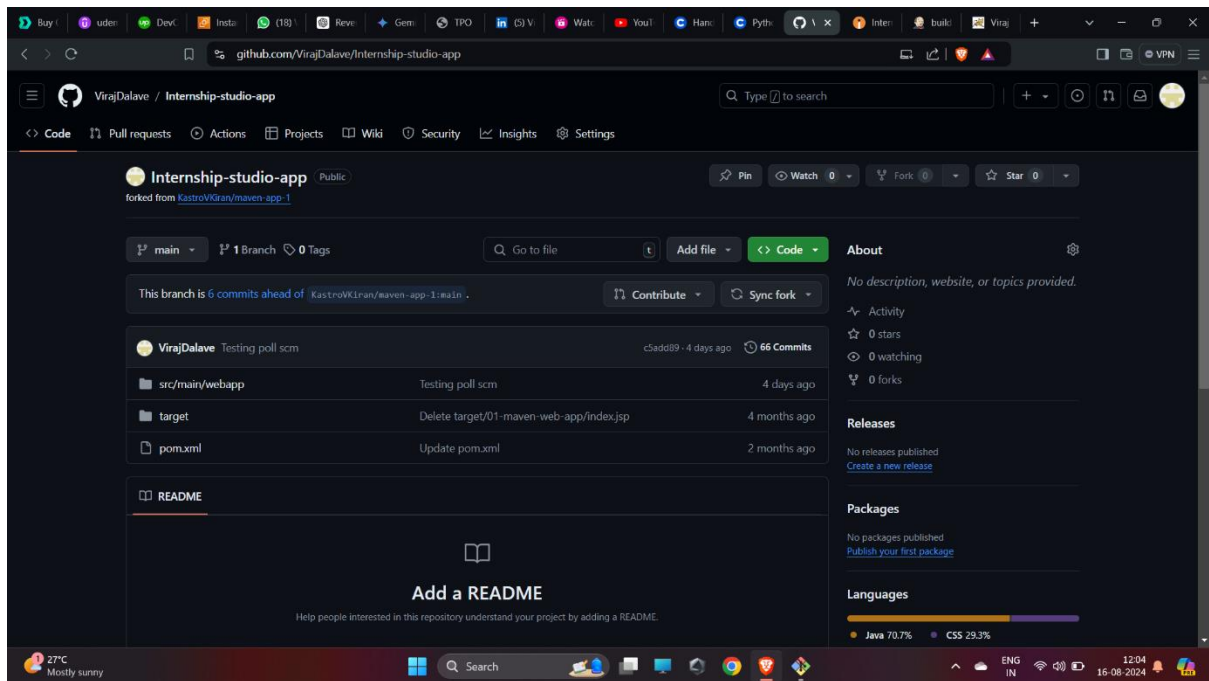 Buy ( uden DevC Insta (18) \ Reve Gem TPO (5) Vi Watc YouT Hanc Pyth Inter build Viraj
github.com/VirajDalave/Internship-studio-app VPN
VirajDalave / Internship-studio-app Type / to search
Code Pull requests Actions Projects Wiki Security Insights Settings
Internship-studio-app Public Pin Watch 0 Fork 0 Star 0
forked from KastroVKiran/maven-app-1
main 1 Branch 0 Tags Go to file t Add file <> Code About
No description, website, or topics provided.
This branch is 6 commits ahead of KastroVKiran/maven-app-1:main . Contribute Sync fork
Activity
0 stars
VirajDalave Testing poll scm c5add89 · 4 days ago 66 Commits
0 watching
src/main/webapp Testing poll scm 4 days ago
0 forks
target Delete target/01-maven-web-app/index.jsp 4 months ago
Releases
pom.xml Update pom.xml 2 months ago
No releases published
Create a new release
README
Packages
No packages published
Publish your first package
Add a README
Languages
Help people interested in this repository understand your project by adding a README.
Java 70.7% CSS 29.3%
1
27°C
Mostly sunny
Search
ENG
IN
12:04
16-08-2024